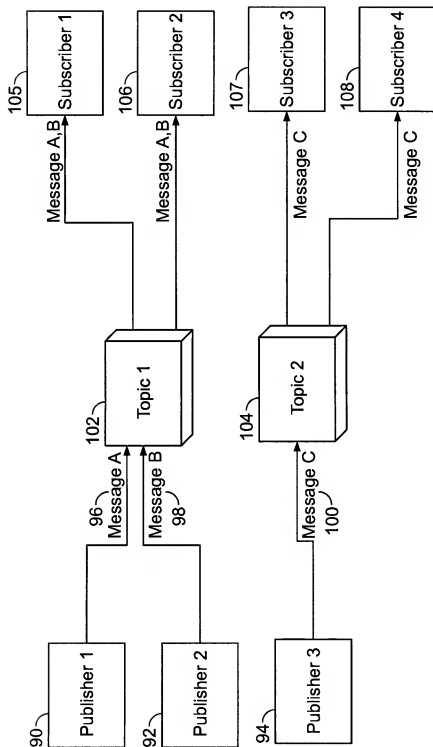 90
Publisher 1
92
Publisher 2
94
Publisher 3
96
Message A
Message B
98
Message C
100
102
Topic 1
104
Topic 2
Message A,B
Message A,B
Message C
Message C
105
Subscriber 1
106
Subscriber 2
107
Subscriber 3
108
Subscriber 4